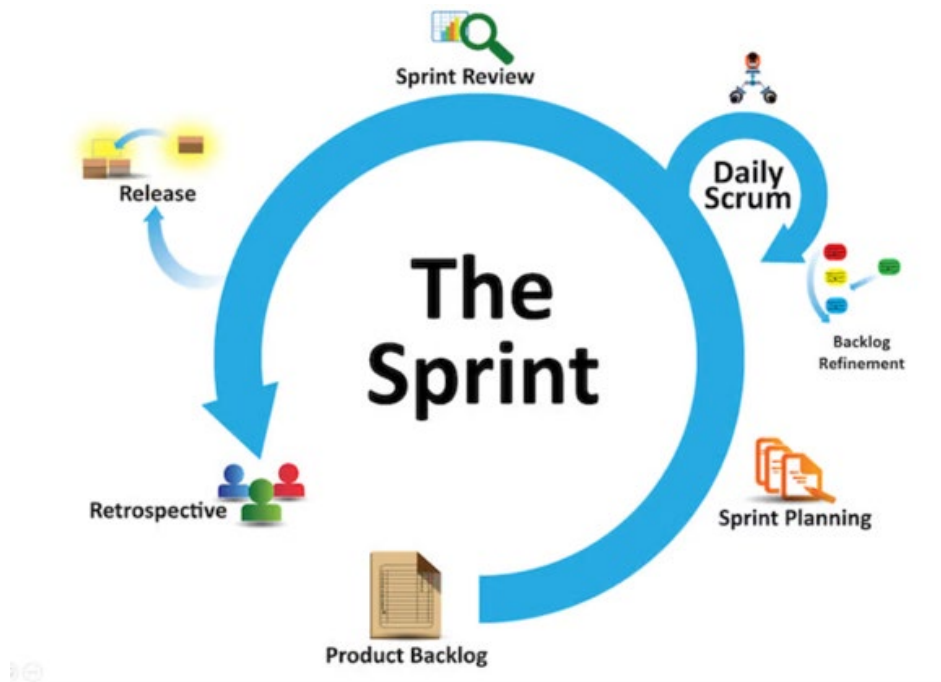 Sprint Review
Daily
Scrum
Release
The
Sprint
Backlog
Refinement
Retrospective
Sprint Planning
Product Backlog